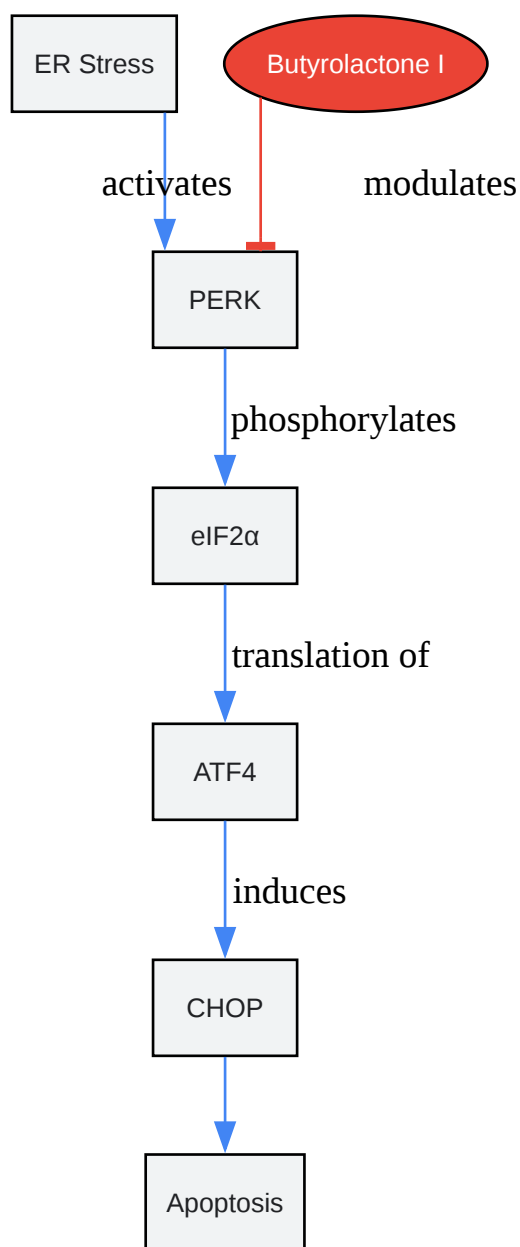 ER Stress
Butyrolactone I
activates
modulates
PERK
phosphorylates
eIF2α
translation of
ATF4
induces
CHOP
Apoptosis